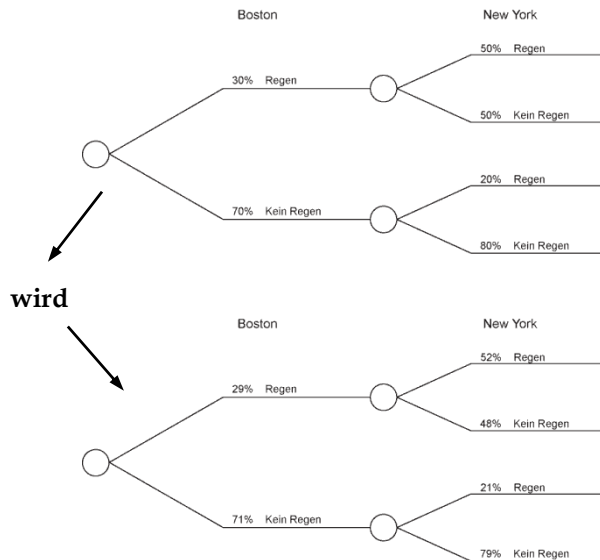 Boston New York
50% Regen
30% Regen
50% Kein Regen
20% Regen
70% Kein Regen
80% Kein Regen
wird
Boston New York
52% Regen
29% Regen
48% Kein Regen
21% Regen
71% Kein Regen
79% Kein Regen